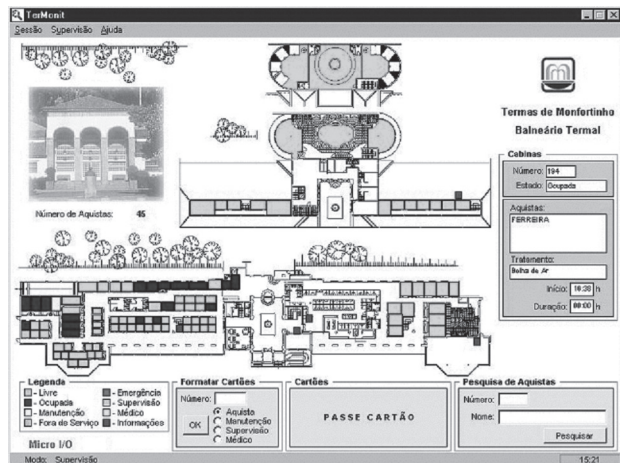 TerMonit
Sessão Supervisão Ajuda
Termas de Monfortinho
Balneário Termal
Cabinas
Número: 194
Estado: Ocupada
Aquistas:
FERREIRA
Tratamento:
Bolha de Ar
Início: h
Duração: 00:00 h
Número de Aquistas: 45
Legenda
- Livre
- Ocupada
- Manutenção
- Fora de Serviço
- Emergência
- Supervisão
- Médico
- Informações
Formatar Cartões
Número:
OK
Aquista
Manutenção
Supervisão
Médico
Cartões
PASSE CARTÃO
Pesquisa de Aquistas
Número:
Nome:
Pesquisar
Micro I/O
Modo: Supervisão
15:21